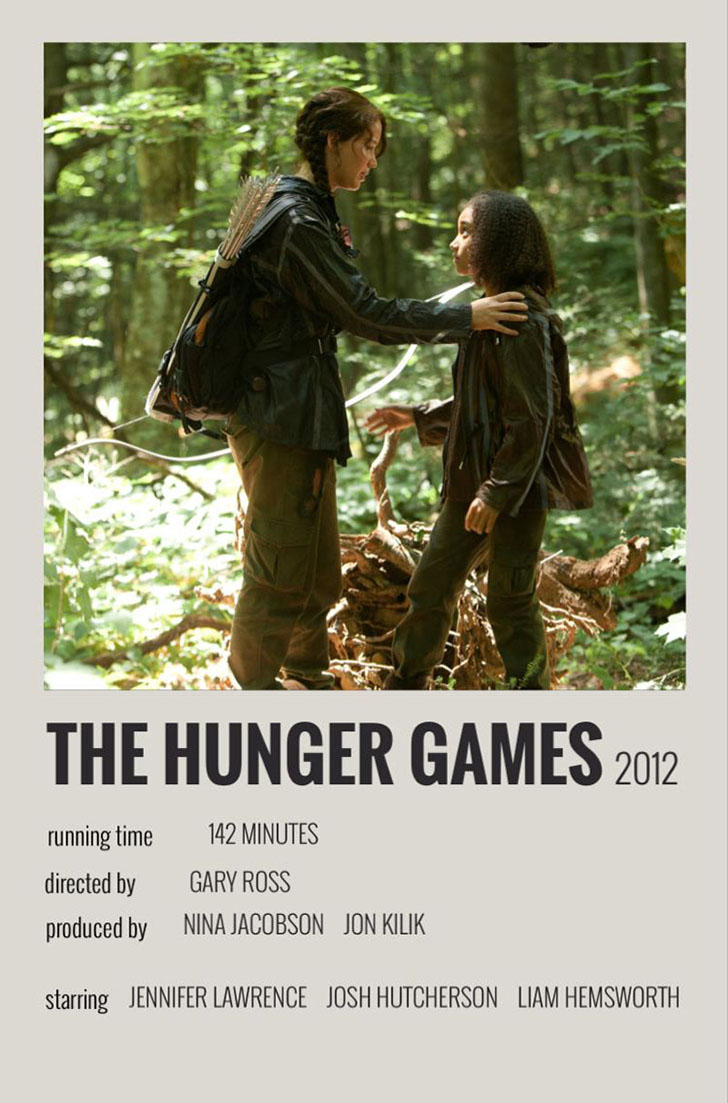 THE HUNGER GAMES 2012
running time 142 MINUTES
directed by GARY ROSS
produced by NINA JACOBSON JON KILIK
starring JENNIFER LAWRENCE JOSH HUTCHERSON LIAM HEMSWORTH